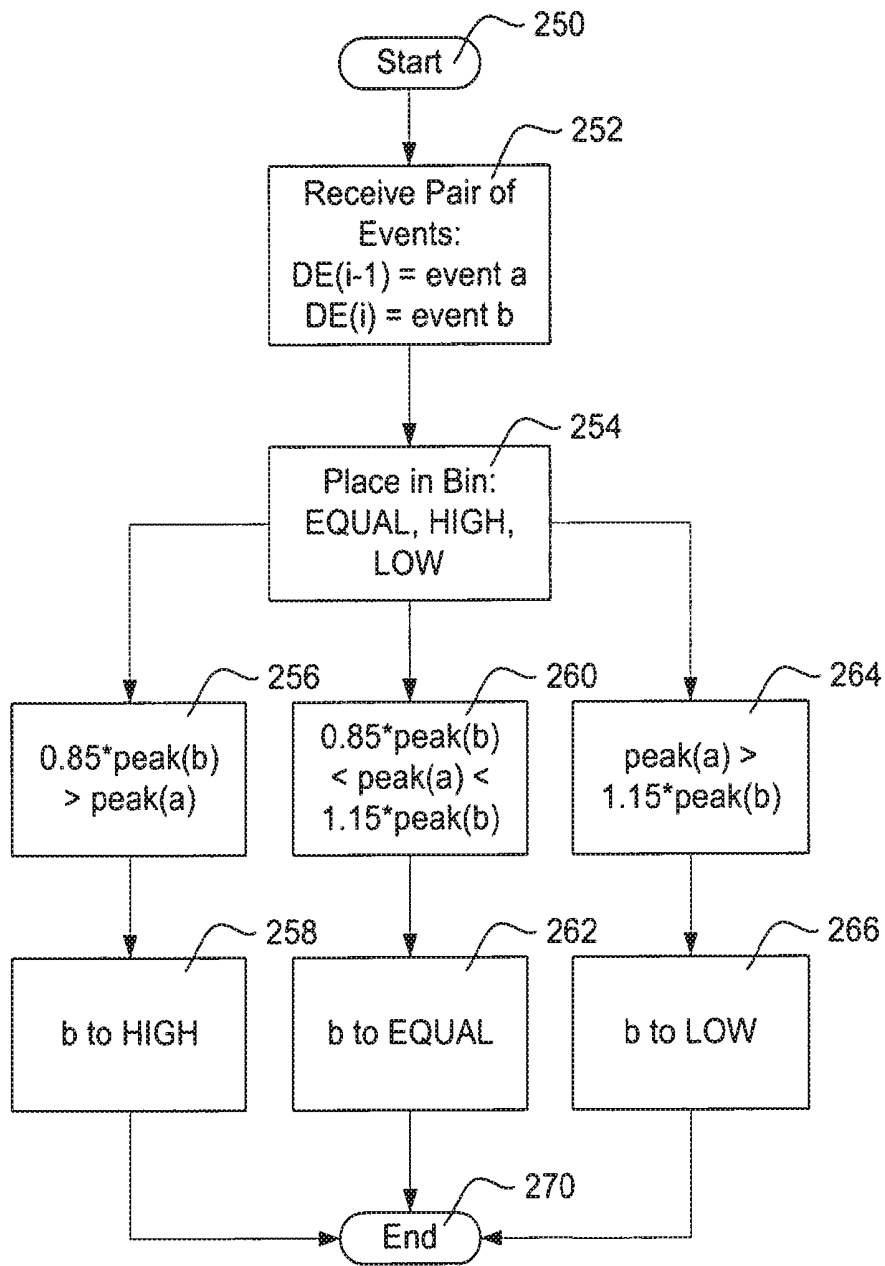 250
Start
252
Receive Pair of
Events:
DE(i-1) = event a
DE(i) = event b
254
Place in Bin:
EQUAL, HIGH,
LOW
256
0.85*peak(b)
> peak(a)
260
0.85*peak(b)
< peak(a) <
1.15*peak(b)
264
peak(a) >
1.15*peak(b)
258
b to HIGH
262
b to EQUAL
266
b to LOW
270
End